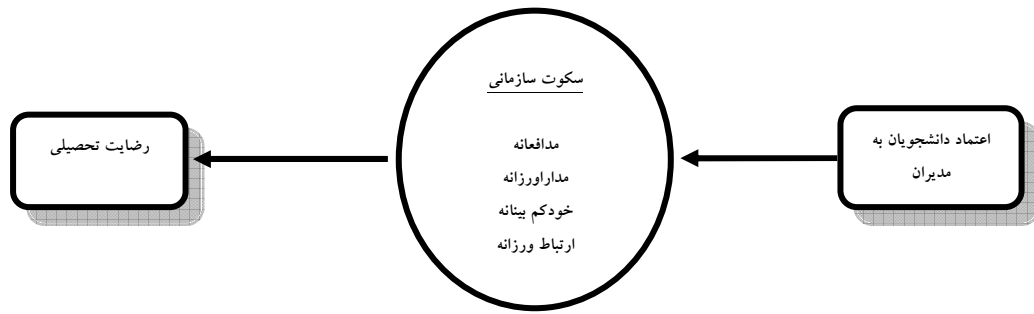 اعتماد دانشجویان به
مدیران
سکوت سازمانی
مدافعانه
مداراورزانه
خودکم بینانه
ارتباط ورزانه
رضایت تحصیلی